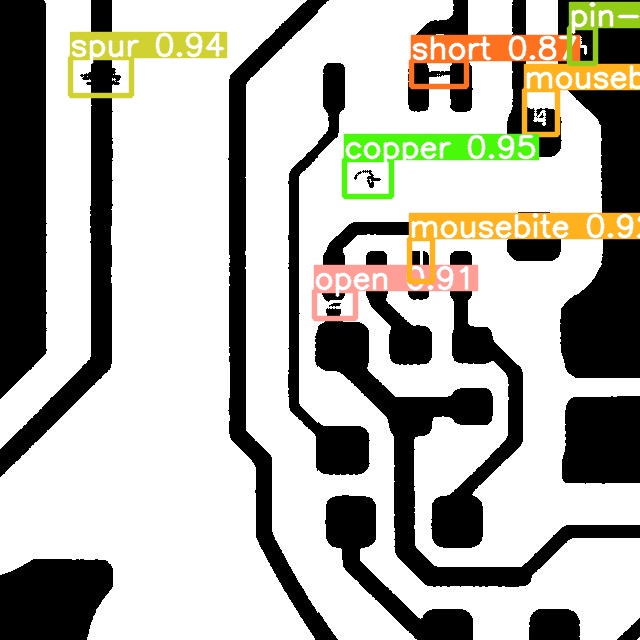 pin-
spur 0.94
short 0.87
mouseb
copper 0.95
mousebite 0.92
open 0.91